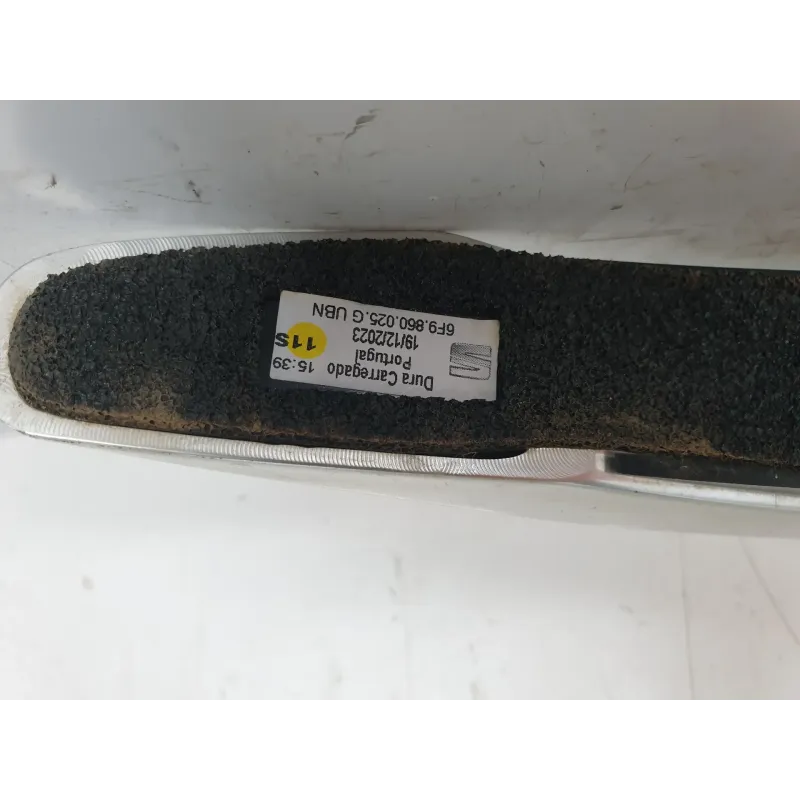 Dura Carregado 15:39
Portugal
19/12/2023 11S
6F9.860.025.G UBN